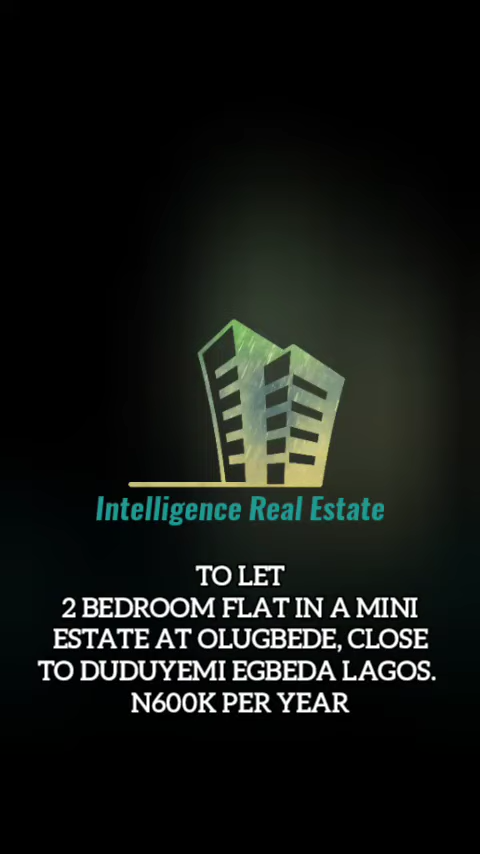 Intelligence Real Estate
TO LET
2 BEDROOM FLAT IN A MINI
ESTATE AT OLUGBEDE, CLOSE
TO DUDUYEMI EGBEDA LAGOS.
N600K PER YEAR